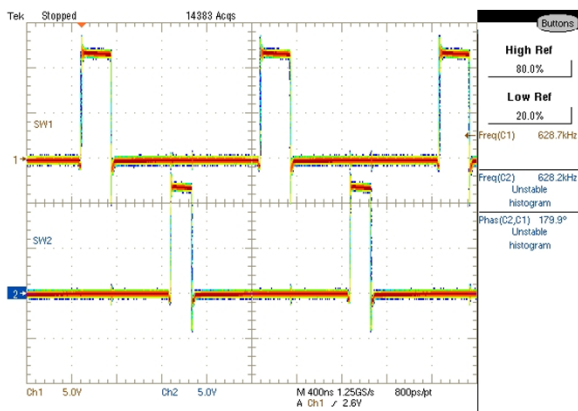 Tek Stopped 14383 Acqs
Buttons
High Ref
80.0%
Low Ref
20.0%
SW1
1
Freq(C1) 628.7kHz
Freq(C2) 628.2kHz
Unstable
histogram
Phas(C2,C1) 179.9°
Unstable
histogram
SW2
2
Ch1 5.0V Ch2 5.0V M 400ns 1.25GS/s 800ps/pt
A Ch1 2.6V